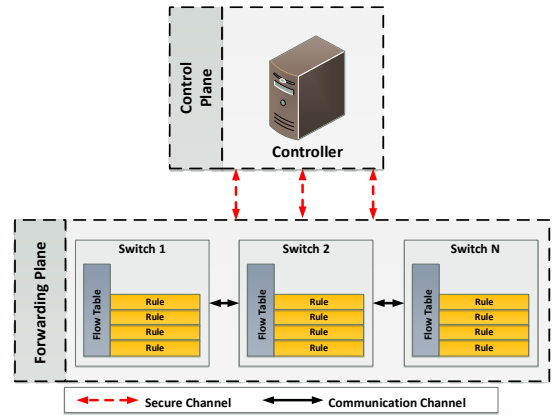 Control
Plane
Controller
Forwarding Plane
Switch 1
Flow Table
Rule
Rule
Rule
Rule
Switch 2
Flow Table
Rule
Rule
Rule
Rule
Switch N
Flow Table
Rule
Rule
Rule
Rule
Secure Channel
Communication Channel